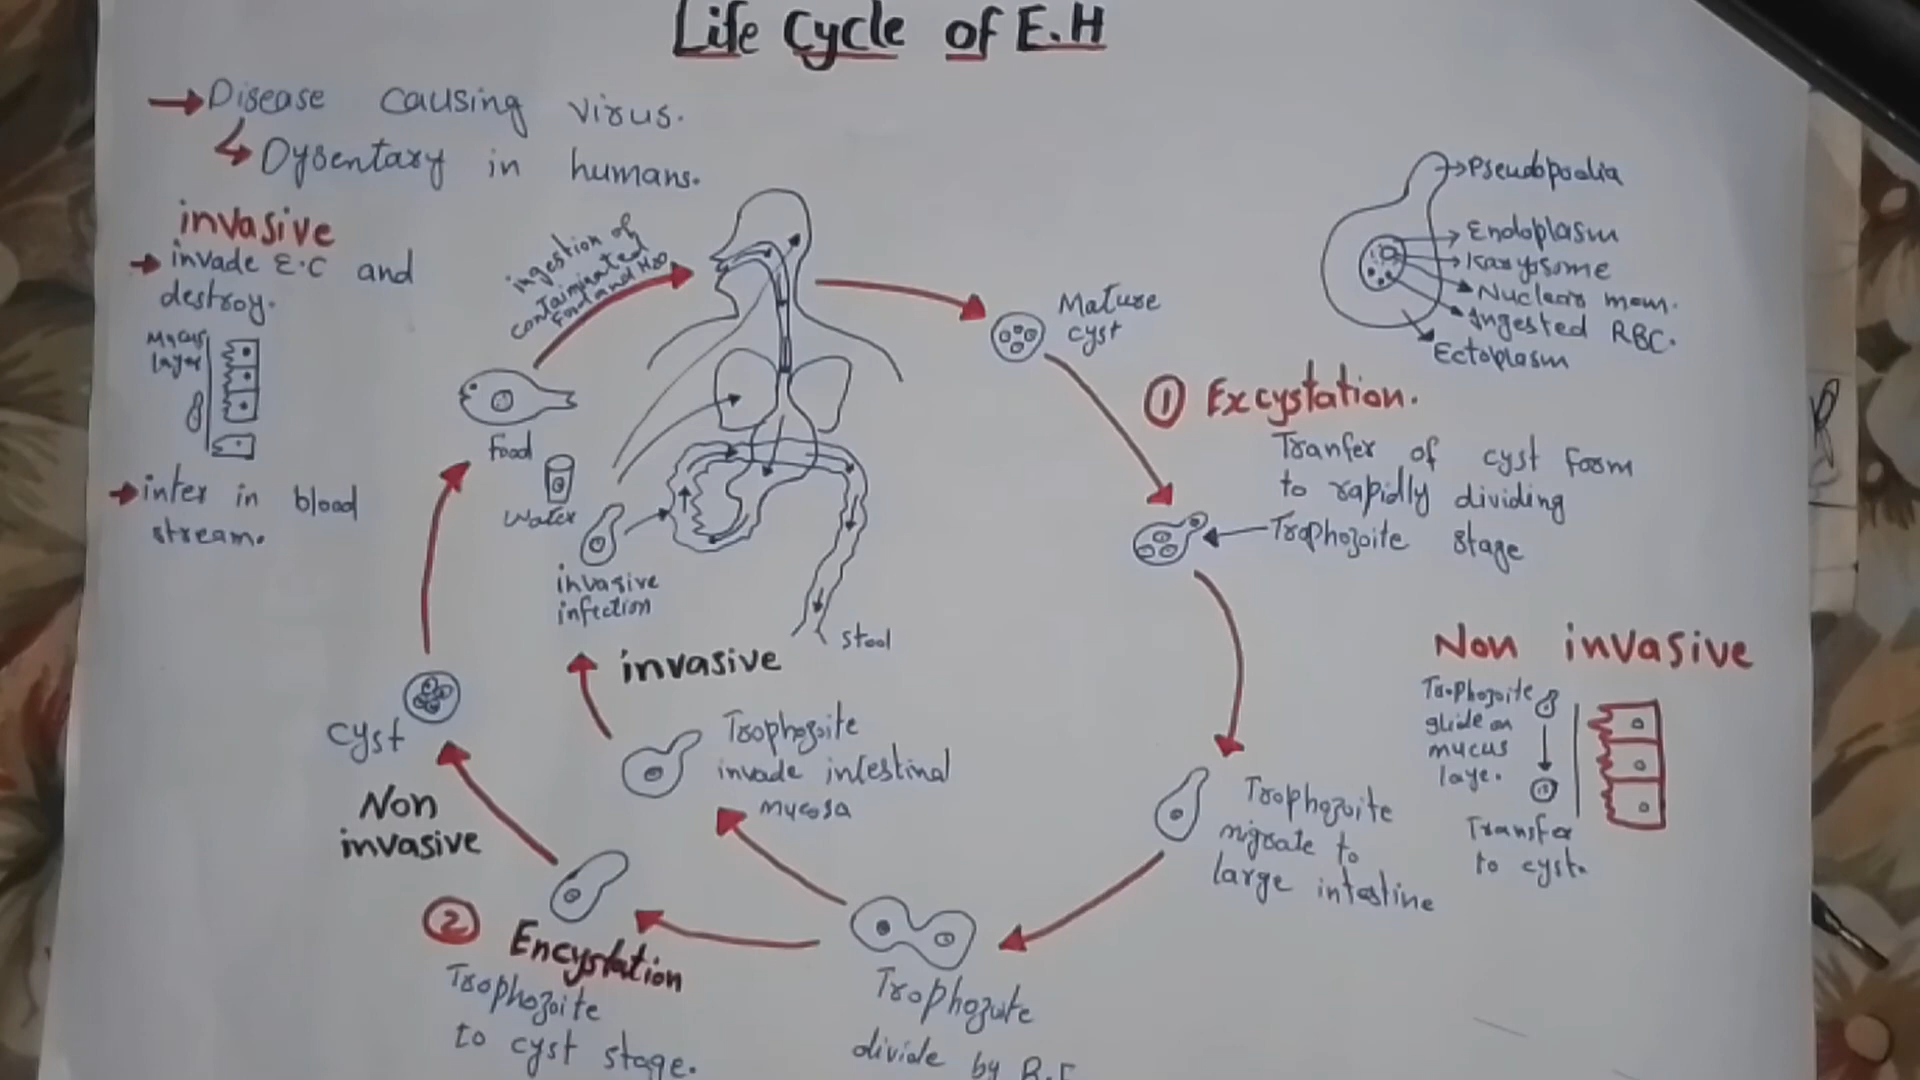 Life Cycle of E.H
Disease causing virus.
Dysentary in humans.
invasive
invade E.C and
destroy.
Mucus
layer
inter in blood
stream.
ingestion of
contaiminated
food and H2O
food
Water
invasive
infection
stool
Mature
cyst
Pseudopodia
Endoplasm
Karyosome
Nuclear mem.
Ingested RBC.
Ectoplasm
1 Excystation.
Tranfer of cyst form
to rapidly dividing
Trophozoite stage
Non invasive
Trophozoite
glide on
mucus
laye.
Transfer
to cyst.
Trophozoite
migrate to
large intestine
Trophozoite
divide by
invasive
Trophozoite
invade intestinal
mucosa
2 Encystation
Trophozoite
to cyst stage.
Non
invasive
cyst